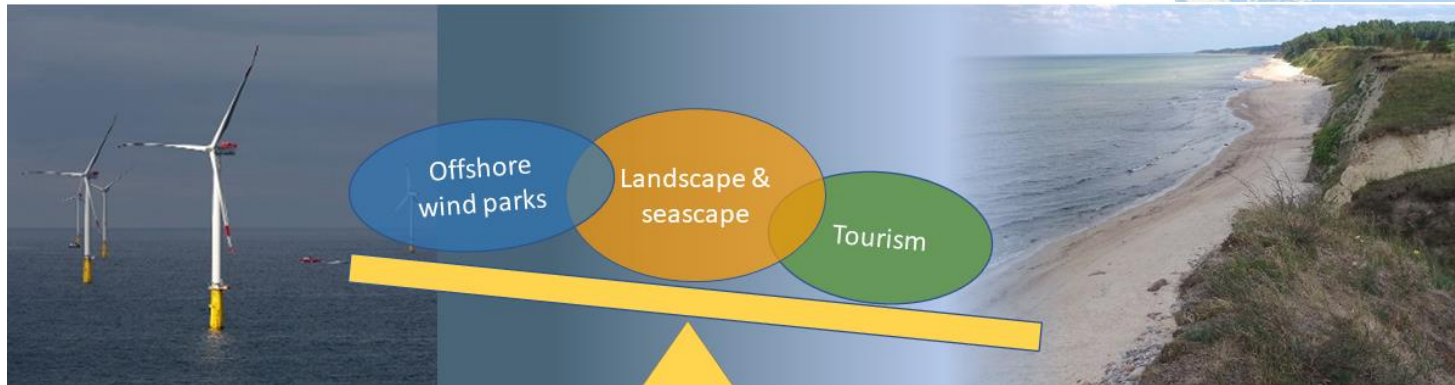 Offshore
wind parks
Landscape &
seascape
Tourism